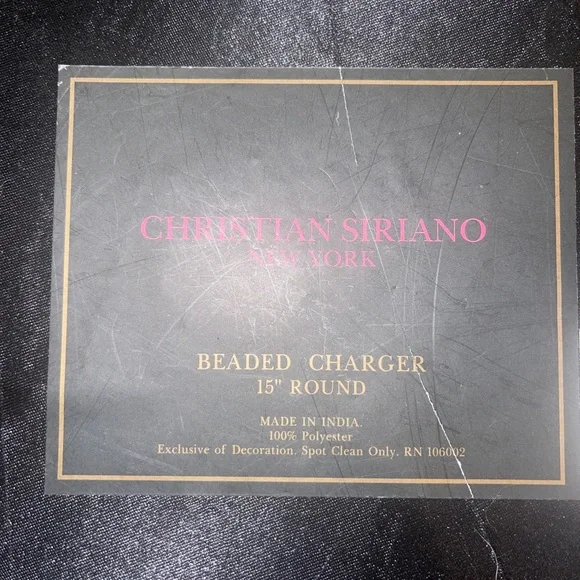 CHRISTIAN SIRIANO
NEW YORK
BEADED CHARGER
15" ROUND
MADE IN INDIA.
100% Polyester
Exclusive of Decoration. Spot Clean Only. RN 106002